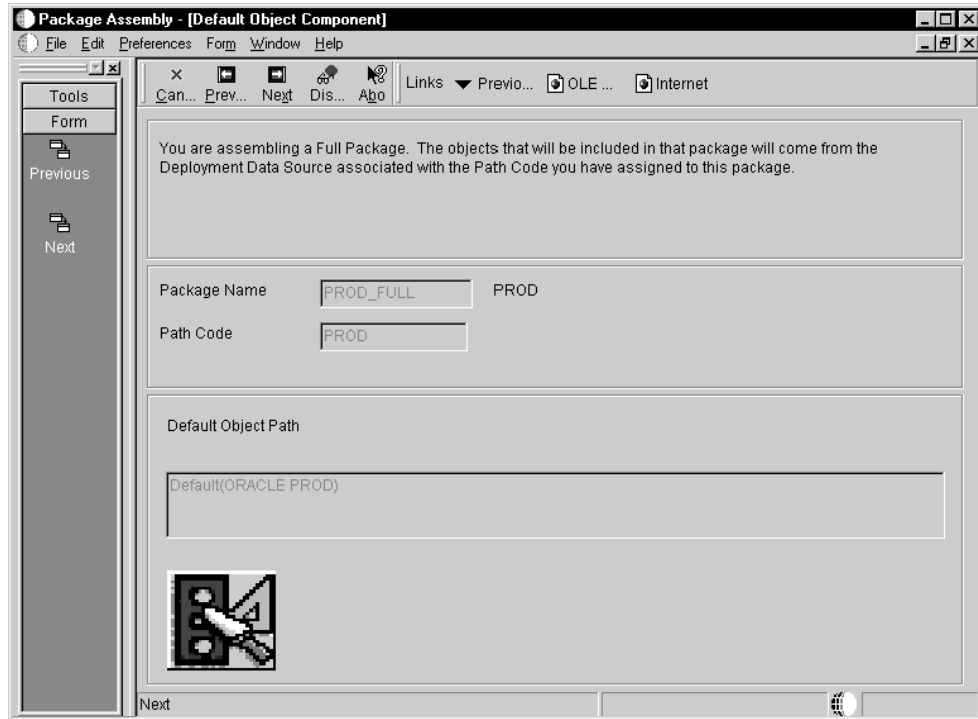 Package Assembly - [Default Object Component]
File Edit Preferences Form Window Help
Tools
Form
Previous
Next
Can... Prev... Next Dis... Abo Links Previo... OLE ... Internet
You are assembling a Full Package. The objects that will be included in that package will come from the
Deployment Data Source associated with the Path Code you have assigned to this package.
Package Name PROD_FULL PROD
Path Code PROD
Default Object Path
Default(ORACLE PROD)
Next